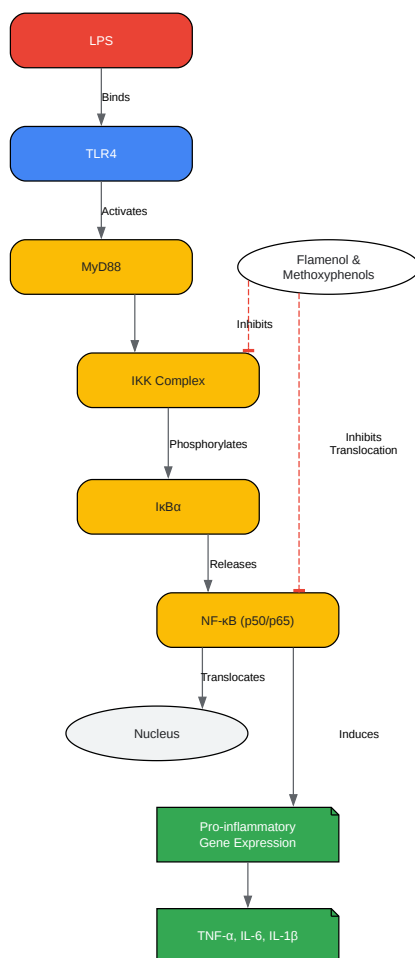 LPS
Binds
TLR4
Activates
MyD88
Flamenol &
Methoxyphenols
Inhibits
IKK Complex
Phosphorylates
Inhibits
Translocation
IκBα
Releases
NF-κB (p50/p65)
Translocates
Nucleus
Induces
Pro-inflammatory
Gene Expression
TNF-α, IL-6, IL-1β